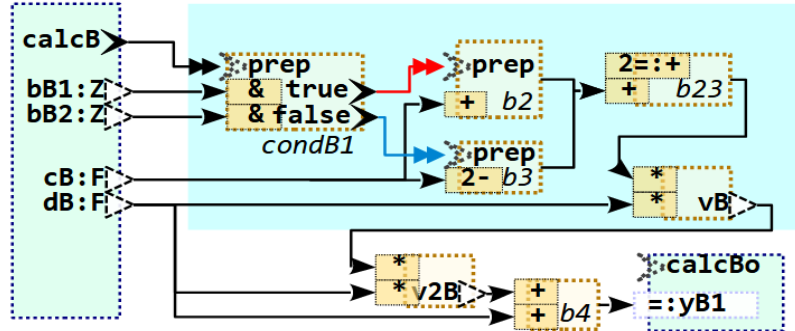 calcB
prep
prep
2=:+
bB1:Z
& true
+ b23
bB2:Z
& false
+ b2
condB1
prep
cB:F
2- b3
*
dB:F
* vB
*
calcBo
* v2B
+
=:yB1
+ b4